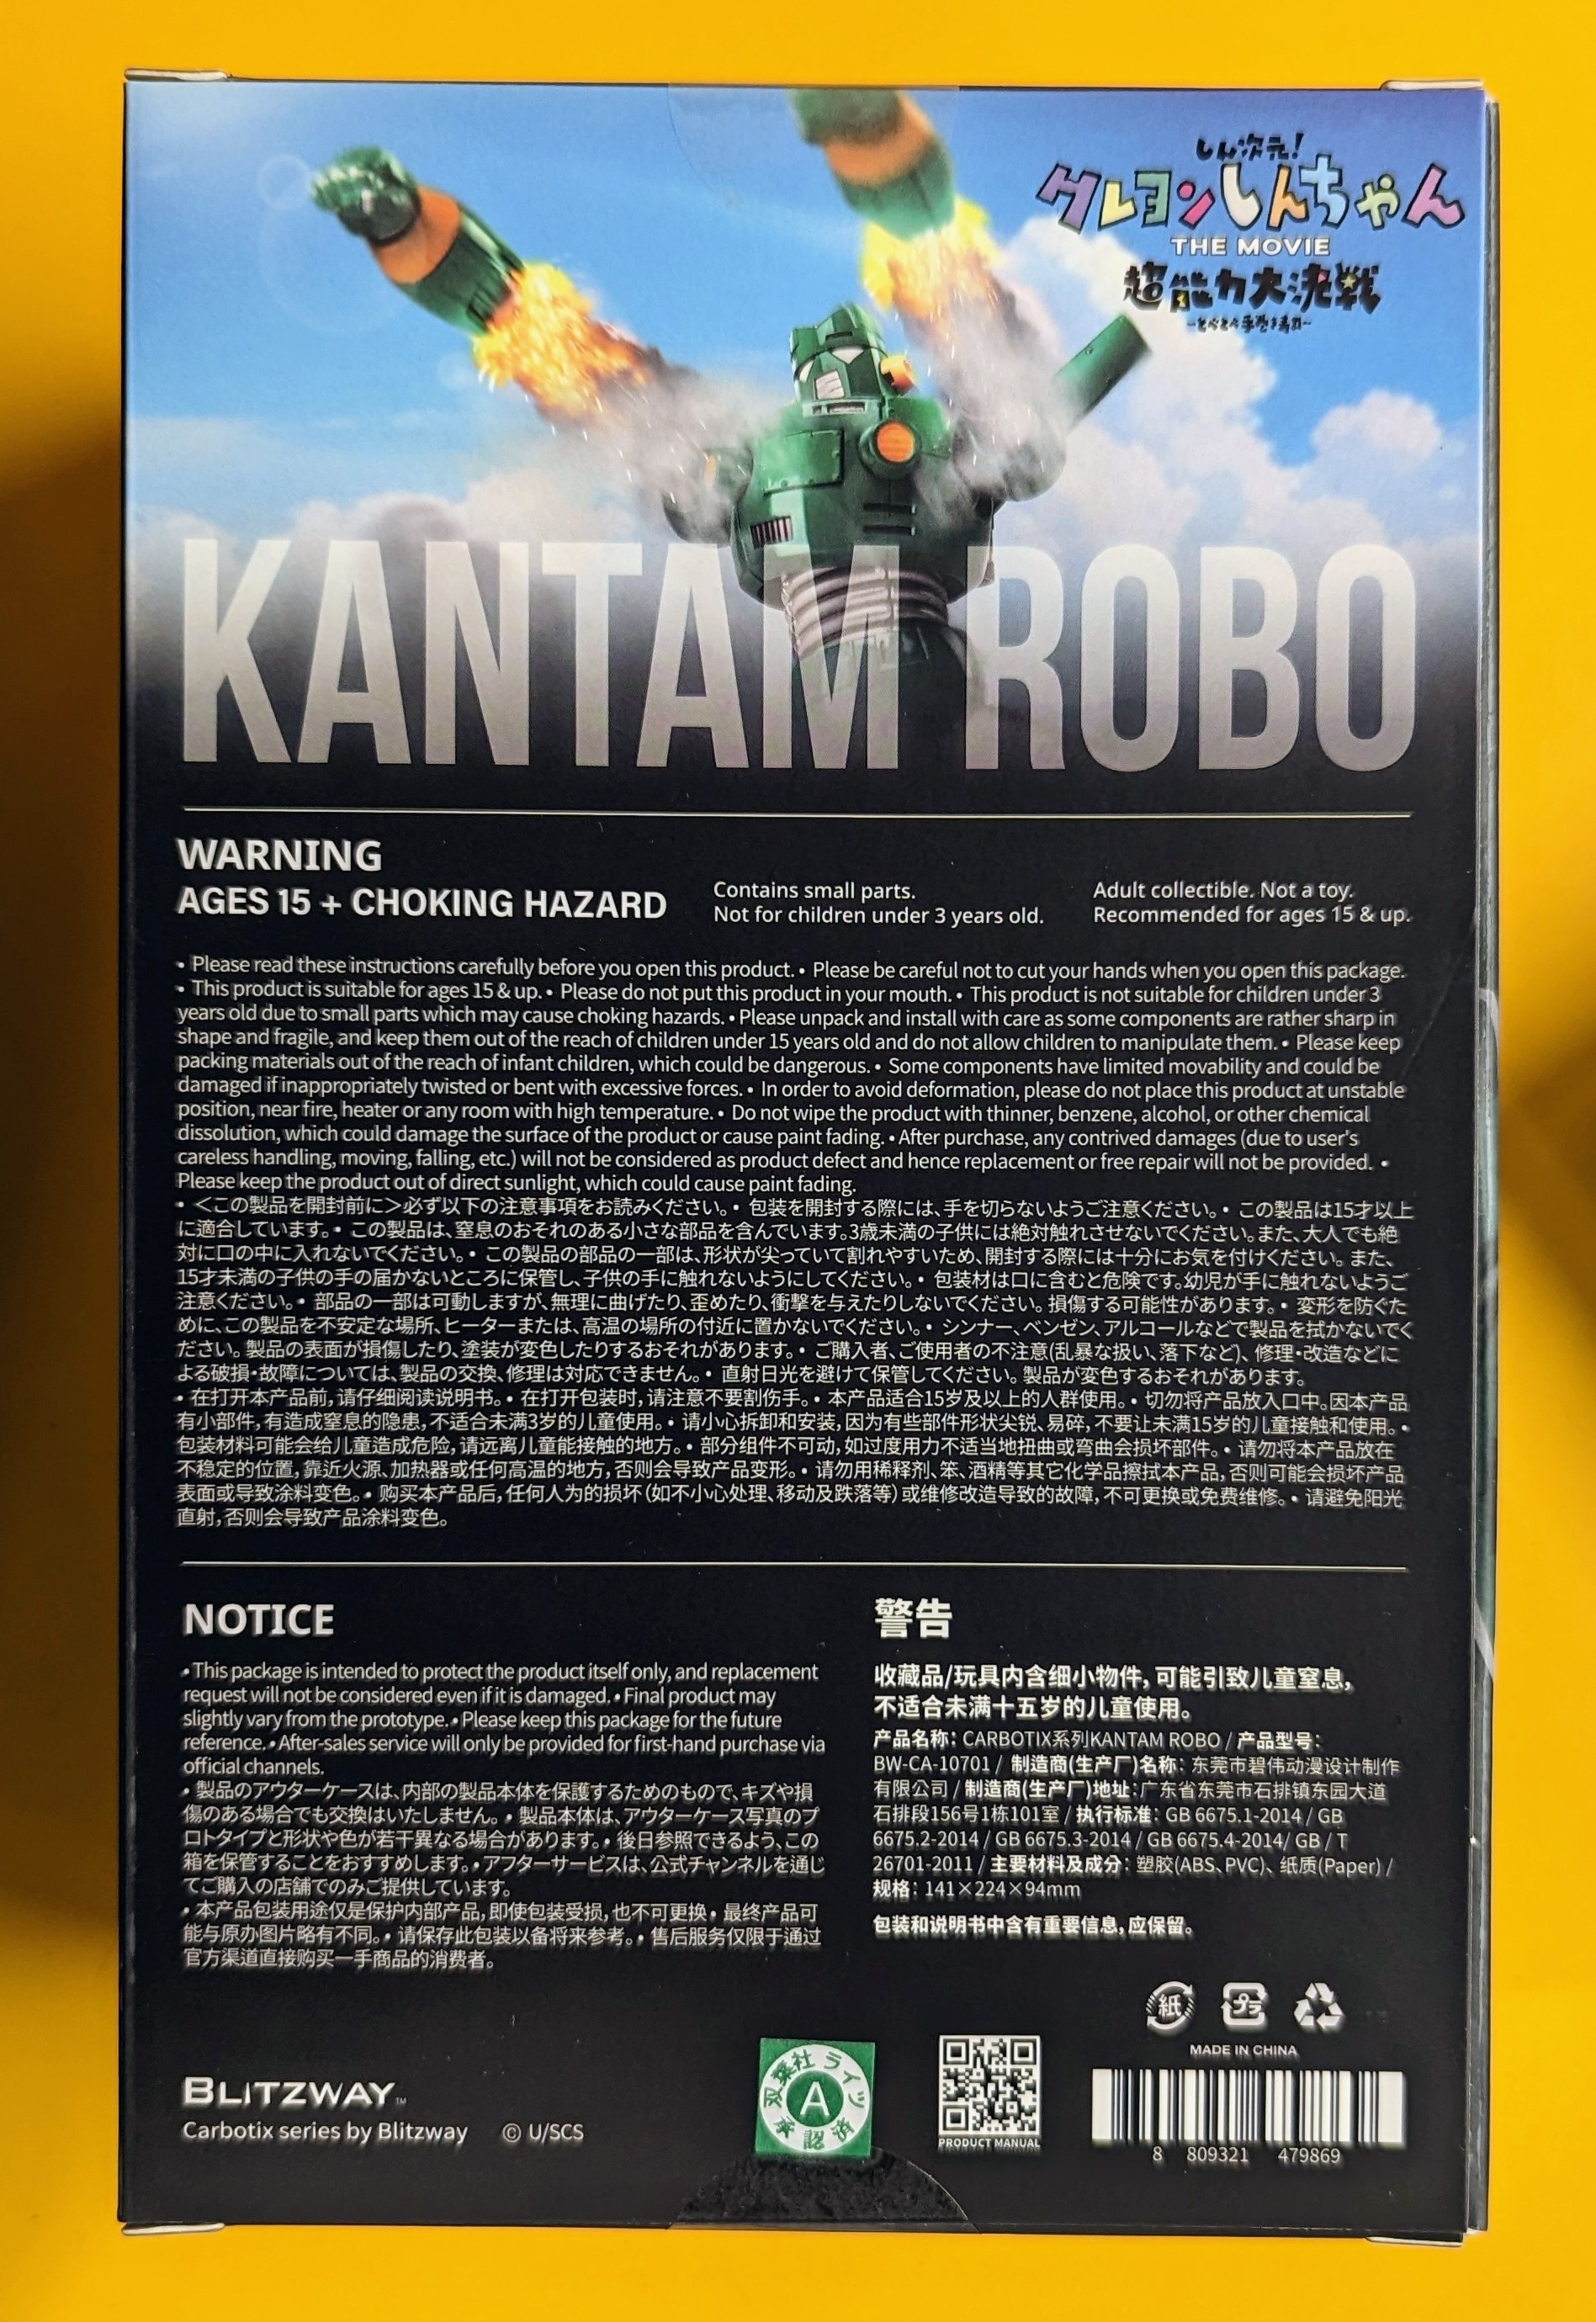 しん次元!
クレヨンしんちゃん
THE MOVIE
超能力大決戦
~とべとべ手巻き寿司~
KANTAM ROBO
WARNING
AGES 15 + CHOKING HAZARD
Contains small parts.
Not for children under 3 years old.
Adult collectible. Not a toy.
Recommended for ages 15 & up.
• Please read these instructions carefully before you open this product. • Please be careful not to cut your hands when you open this package.
• This product is suitable for ages 15 & up. • Please do not put this product in your mouth. • This product is not suitable for children under 3
years old due to small parts which may cause choking hazards. • Please unpack and install with care as some components are rather sharp in
shape and fragile, and keep them out of the reach of children under 15 years old and do not allow children to manipulate them. • Please keep
packing materials out of the reach of infant children, which could be dangerous. • Some components have limited movability and could be
damaged if inappropriately twisted or bent with excessive forces. • In order to avoid deformation, please do not place this product at unstable
position, near fire, heater or any room with high temperature. • Do not wipe the product with thinner, benzene, alcohol, or other chemical
dissolution, which could damage the surface of the product or cause paint fading. • After purchase, any contrived damages (due to user's
careless handling, moving, falling, etc.) will not be considered as product defect and hence replacement or free repair will not be provided. •
Please keep the product out of direct sunlight, which could cause paint fading.
• <この製品を開封前に>必ず以下の注意事項をお読みください。• 包装を開封する際には、手を切らないようご注意ください。• この製品は15才以上
に適合しています。• この製品は、窒息のおそれのある小さな部品を含んでいます。3歳未満の子供には絶対触れさせないでください。また、大人でも絶
対に口の中に入れないでください。• この製品の部品の一部は、形状が尖っていて割れやすいため、開封する際には十分にお気を付けください。また、
15才未満の子供の手の届かないところに保管し、子供の手に触れないようにしてください。• 包装材は口に含むと危険です。幼児が手に触れないようご
注意ください。• 部品の一部は可動しますが、無理に曲げたり、歪めたり、衝撃を与えたりしないでください。損傷する可能性があります。• 変形を防ぐた
めに、この製品を不安定な場所、ヒーターまたは、高温の場所の付近に置かないでください。• シンナー、ベンゼン、アルコールなどで製品を拭かないでく
ださい。製品の表面が損傷したり、塗装が変色したりするおそれがあります。• ご購入者、ご使用者の不注意(乱暴な扱い、落下など)、修理・改造などに
よる破損・故障については、製品の交換、修理は対応できません。• 直射日光を避けて保管してください。製品が変色するおそれがあります。
• 在打开本产品前,请仔细阅读说明书。• 在打开包装时,请注意不要割伤手。• 本产品适合15岁及以上的人群使用。• 切勿将产品放入口中。因本产品
有小部件,有造成窒息的隐患,不适合未满3岁的儿童使用。• 请小心拆卸和安装,因为有些部件形状尖锐、易碎,不要让未满15岁的儿童接触和使用。•
包装材料可能会给儿童造成危险,请远离儿童能接触的地方。• 部分组件不可动,如过度用力不适当地扭曲或弯曲会损坏部件。• 请勿将本产品放在
不稳定的位置,靠近火源、加热器或任何高温的地方,否则会导致产品变形。• 请勿用稀释剂、笨、酒精等其它化学品擦拭本产品,否则可能会损坏产品
表面或导致涂料变色。• 购买本产品后,任何人为的损坏(如不小心处理、移动及跌落等)或维修改造导致的故障,不可更换或免费维修。• 请避免阳光
直射,否则会导致产品涂料变色。
NOTICE
• This package is intended to protect the product itself only, and replacement
request will not be considered even if it is damaged. • Final product may
slightly vary from the prototype. • Please keep this package for the future
reference. • After-sales service will only be provided for first-hand purchase via
official channels.
• 製品のアウターケースは、内部の製品本体を保護するためのもので、キズや損
傷のある場合でも交換はいたしません。• 製品本体は、アウターケース写真のプ
ロトタイプと形状や色が若干異なる場合があります。• 後日参照できるよう、この
箱を保管することをおすすめします。• アフターサービスは、公式チャンネルを通じ
てご購入の店舗でのみご提供しています。
• 本产品包装用途仅是保护内部产品,即使包装受损,也不可更换• 最终产品可
能与原办图片略有不同。• 请保存此包装以备将来参考。• 售后服务仅限于通过
官方渠道直接购买一手商品的消费者。
警告
收藏品/玩具内含细小物件,可能引致儿童窒息,
不适合未满十五岁的儿童使用。
产品名称: CARBOTIX系列KANTAM ROBO / 产品型号:
BW-CA-10701 / 制造商(生产厂)名称: 东莞市碧伟动漫设计制作
有限公司 / 制造商(生产厂)地址:广东省东莞市石排镇东园大道
石排段156号1栋101室 / 执行标准: GB 6675.1-2014 / GB
6675.2-2014 / GB 6675.3-2014 / GB 6675.4-2014/ GB / T
26701-2011 / 主要材料及成分: 塑胶(ABS、PVC)、纸质(Paper) /
规格: 141×224×94mm
包装和说明书中含有重要信息,应保留。
紙
プラ
MADE IN CHINA
BLITZWAY™
Carbotix series by Blitzway © U/SCS
双葉社ライツ
A
承認済
PRODUCT MANUAL
8 809321 479869